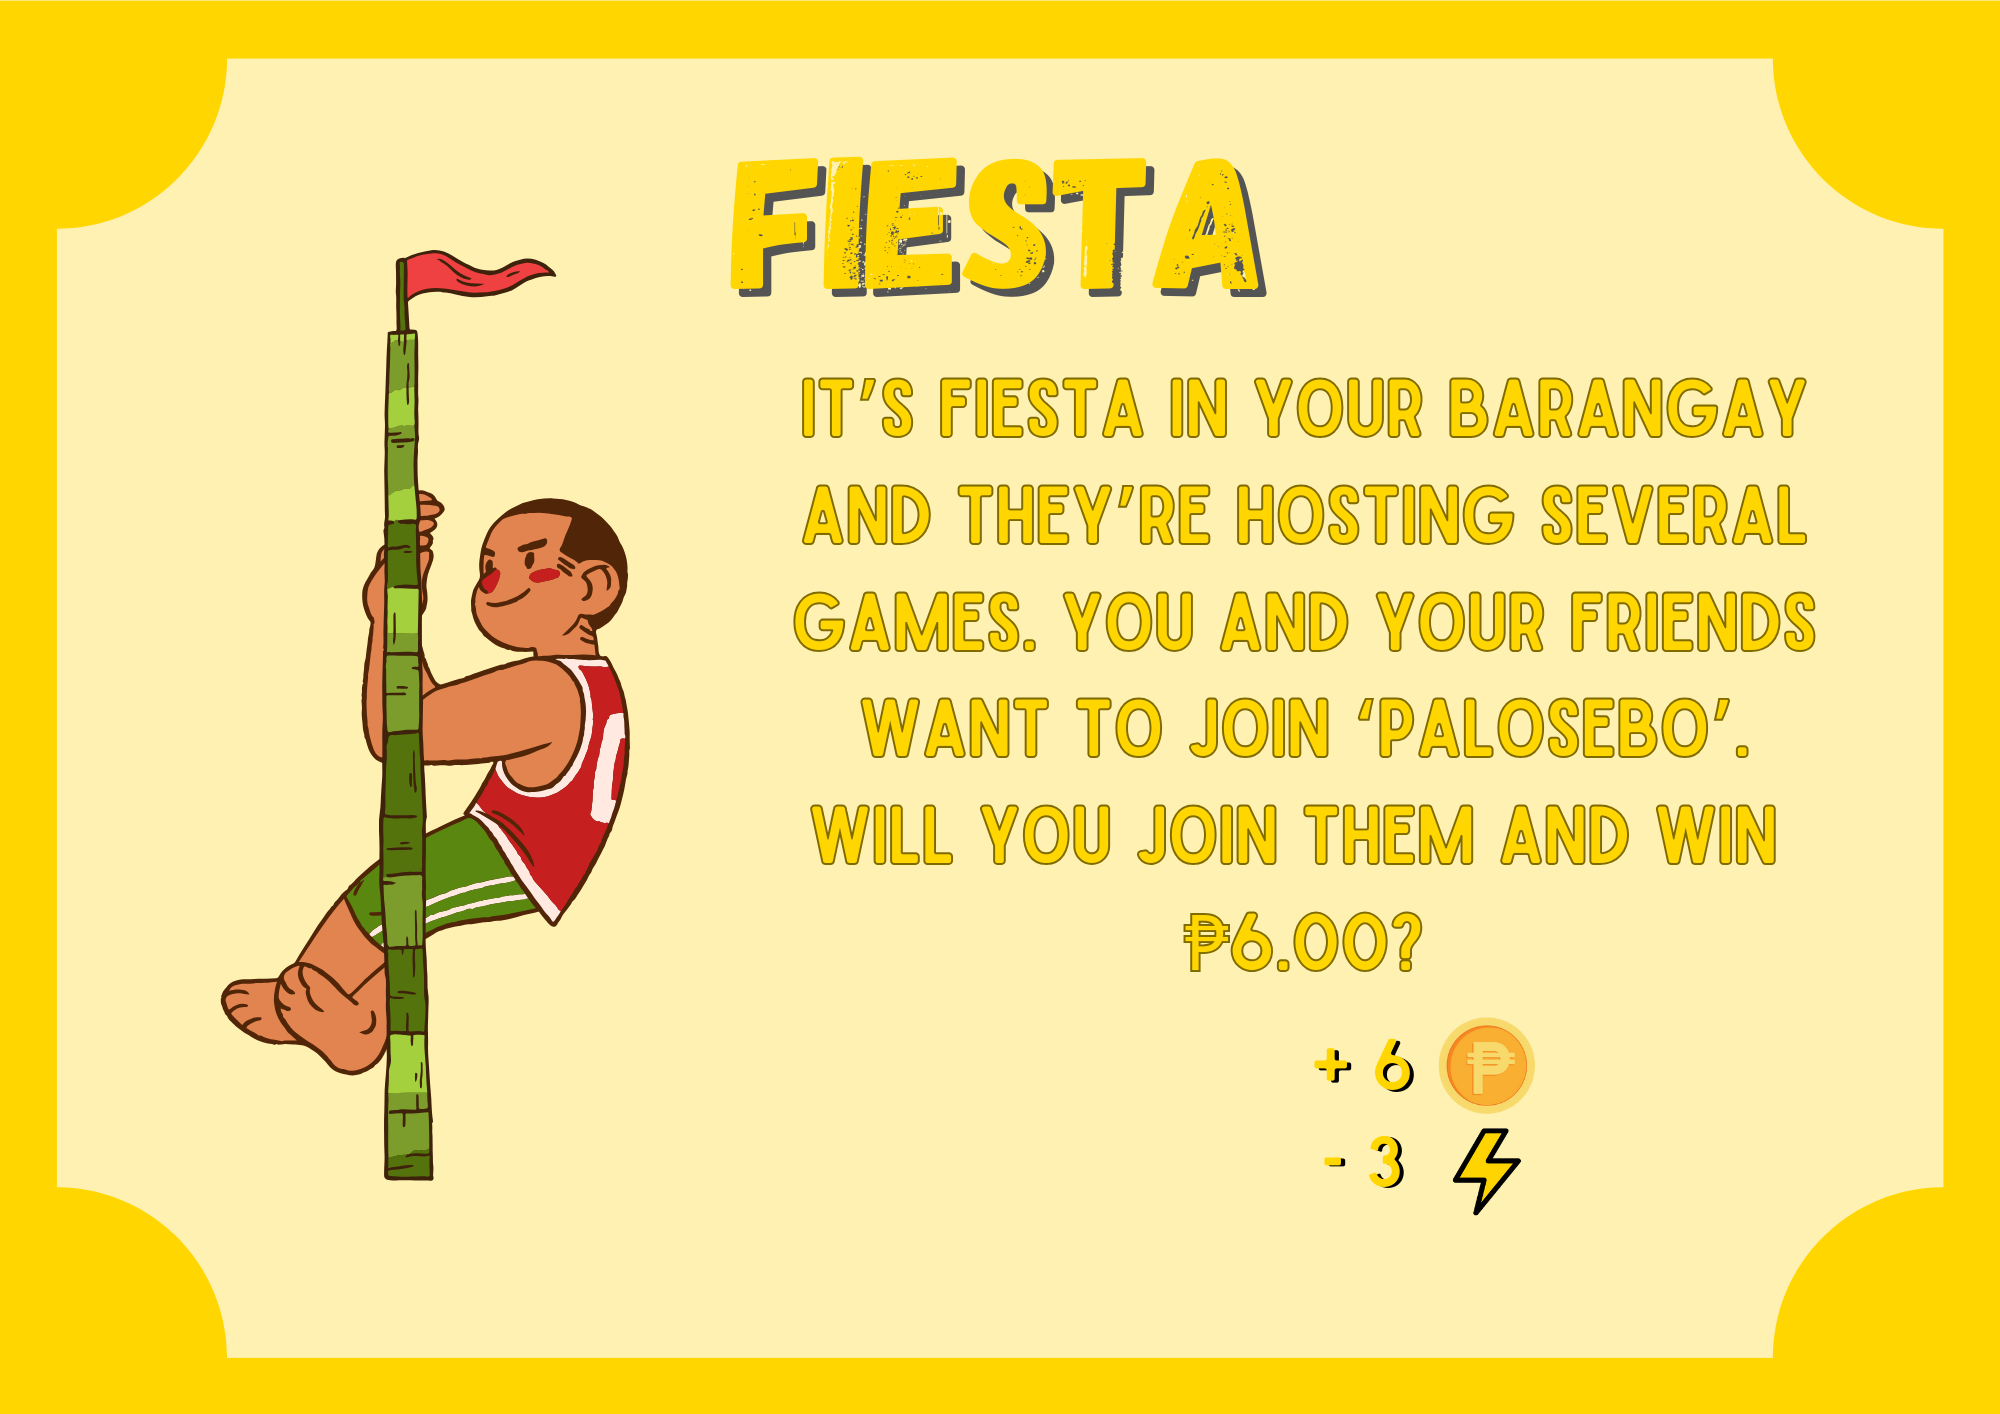 FIESTA
IT'S FIESTA IN YOUR BARANGAY
AND THEY'RE HOSTING SEVERAL
GAMES. YOU AND YOUR FRIENDS
WANT TO JOIN ‘PALOSEBO’.
WILL YOU JOIN THEM AND WIN
₱6.00?
+ 6 ₱
- 3